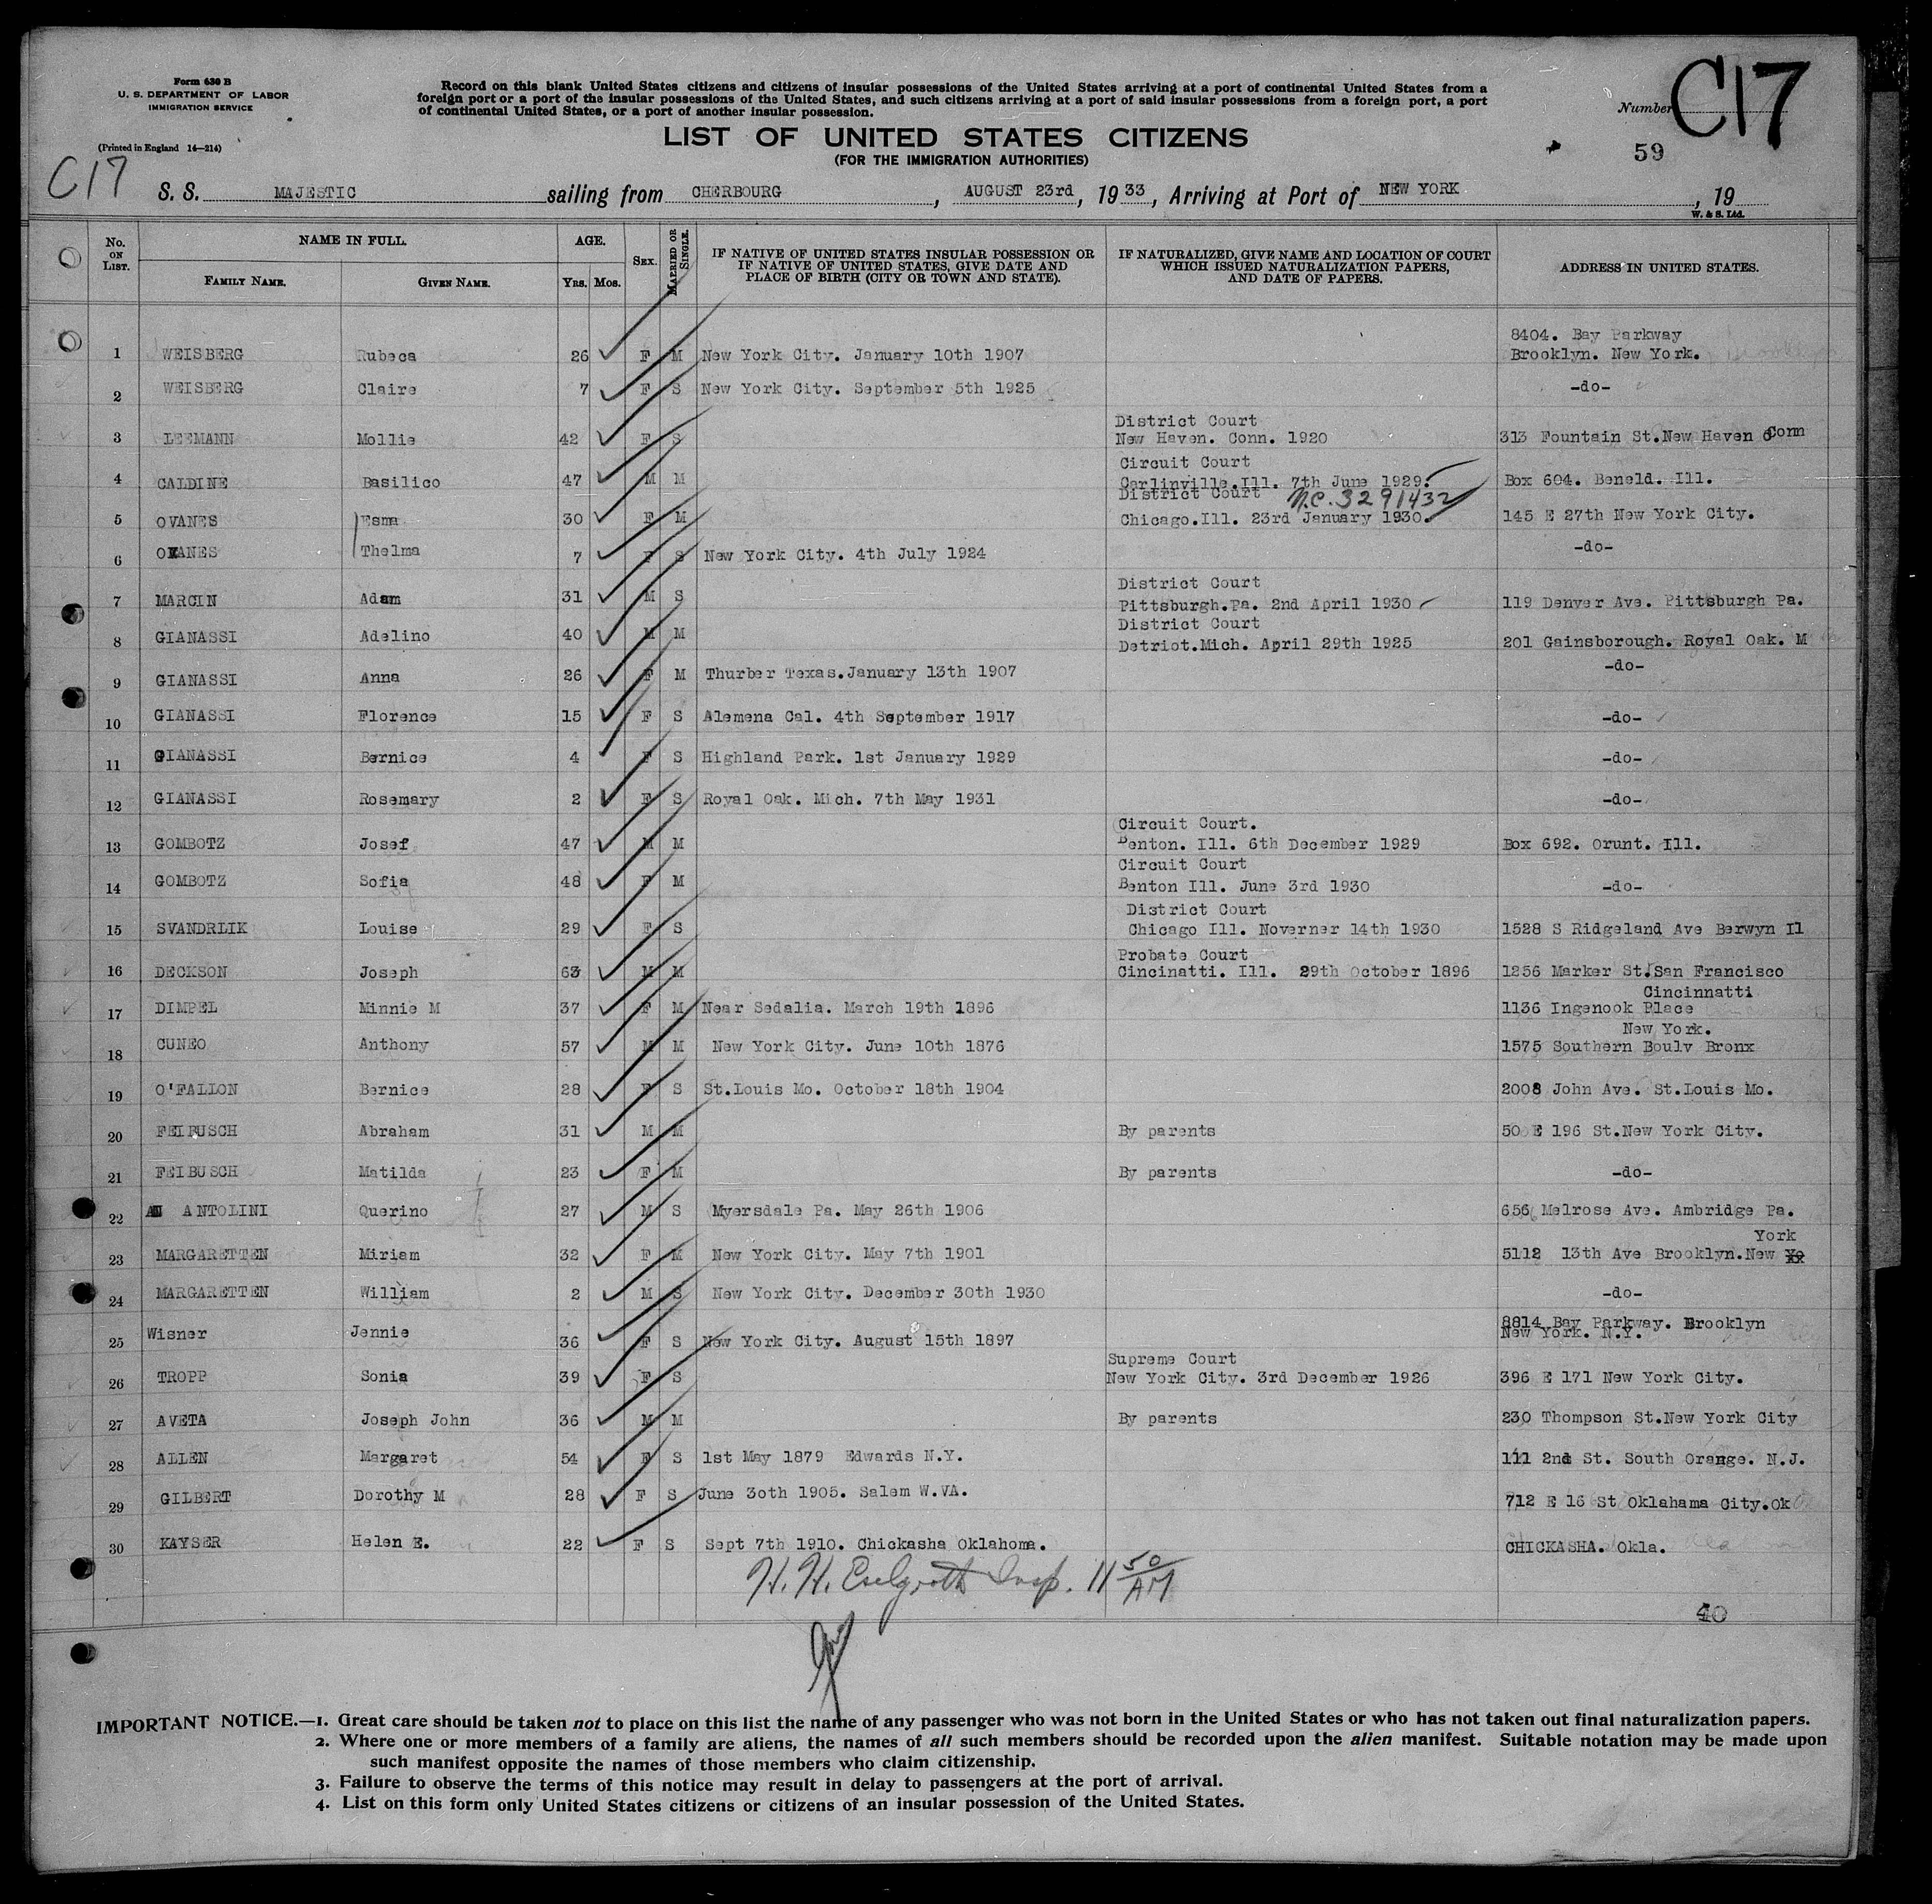 Form 630 B
U. S. DEPARTMENT OF LABOR
IMMIGRATION SERVICE
(Printed in England 14—214)
Record on this blank United States citizens and citizens of insular possessions of the United States arriving at a port of continental United States from a
foreign port or a port of the insular possessions of the United States, and such citizens arriving at a port of said insular possessions from a foreign port, a port
of continental United States, or a port of another insular possession.
Number C17
LIST OF UNITED STATES CITIZENS
(FOR THE IMMIGRATION AUTHORITIES)
59
C17
S. S. MAJESTIC sailing from CHERBOURG, AUGUST 23rd, 1933, Arriving at Port of NEW YORK, 19
W. & S. Ltd.
No. ON LIST. NAME IN FULL. FAMILY NAME. GIVEN NAME. AGE. YRS. MOS. SEX. MARRIED OR SINGLE. IF NATIVE OF UNITED STATES INSULAR POSSESSION OR IF NATIVE OF UNITED STATES, GIVE DATE AND PLACE OF BIRTH (CITY OR TOWN AND STATE). IF NATURALIZED, GIVE NAME AND LOCATION OF COURT WHICH ISSUED NATURALIZATION PAPERS, AND DATE OF PAPERS. ADDRESS IN UNITED STATES.
8404. Bay Parkway
1 WEISBERG Rubeca 26 F M New York City. January 10th 1907 Brooklyn. New York.
2 WEISBERG Claire 7 F S New York City. September 5th 1925 -do-
District Court
3 LEEMANN Mollie 42 F S New Haven. Conn. 1920 313 Fountain St.New Haven Conn
Circuit Court
4 CALDINE Basilico 47 M M Carlinville.Ill. 7th June 1929. Box 604. Beneld. Ill.
District Court N.C. 3291432
5 OVANES Esma 30 F M Chicago.Ill. 23rd January 1930. 145 E 27th New York City.
6 OVANES Thelma 7 F S New York City. 4th July 1924 -do-
District Court
7 MARCIN Adam 31 M S Pittsburgh.Pa. 2nd April 1930 119 Denver Ave. Pittsburgh Pa.
District Court
8 GIANASSI Adelino 40 M M Detriot.Mich. April 29th 1925 201 Gainsborough. Royal Oak. M
9 GIANASSI Anna 26 F M Thurber Texas.January 13th 1907 -do-
10 GIANASSI Florence 15 F S Alemena Cal. 4th September 1917 -do-
11 GIANASSI Bernice 4 F S Highland Park. 1st January 1929 -do-
12 GIANASSI Rosemary 2 F S Royal Oak. Mich. 7th May 1931 -do-
Circuit Court.
13 GOMBOTZ Josef 47 M M Benton. Ill. 6th December 1929 Box 692. Orunt. Ill.
Circuit Court
14 GOMBOTZ Sofia 48 F M Benton Ill. June 3rd 1930 -do-
District Court
15 SVANDRLIK Louise 29 F S Chicago Ill. Noverner 14th 1930 1528 S Ridgeland Ave Berwyn Il
Probate Court
16 DECKSON Joseph 63 M M Cincinatti. Ill. 29th October 1896 1256 Marker St.San Francisco
Cincinnatti
17 DIMPEL Minnie M 37 F M Near Sedalia. March 19th 1896 1136 Ingenook Place
New York.
18 CUNEO Anthony 57 M M New York City. June 10th 1876 1575 Southern Boulv Bronx
19 O'FALLON Bernice 28 F S St.Louis Mo. October 18th 1904 2008 John Ave. St.Louis Mo.
20 FEIBUSCH Abraham 31 M M By parents 50 E 196 St.New York City.
21 FEIBUSCH Matilda 23 F M By parents -do-
22 ANTOLINI Querino 27 M S Myersdale Pa. May 26th 1906 656 Melrose Ave. Ambridge Pa.
York
23 MARGARETTEN Miriam 32 F M New York City. May 7th 1901 5112 13th Ave Brooklyn.New
24 MARGARETTEN William 2 M S New York City. December 30th 1930 -do-
8814 Bay Parkway. Brooklyn
25 Wisner Jennie 36 F S New York City. August 15th 1897 New York. N.Y.
Supreme Court
26 TROPP Sonia 39 F S New York City. 3rd December 1926 396 E 171 New York City.
27 AVETA Joseph John 36 M M By parents 230 Thompson St.New York City
28 ALLEN Margaret 54 F S 1st May 1879 Edwards N.Y. 111 2nd St. South Orange. N.J.
29 GILBERT Dorothy M 28 F S June 30th 1905. Salem W.VA. 712 E 16 St Oklahama City.Ok
30 KAYSER Helen E. 22 F S Sept 7th 1910. Chickasha Oklahoma. CHICKASHA. Okla.
H. H. Insp. 11 50 AM
IMPORTANT NOTICE.—1. Great care should be taken not to place on this list the name of any passenger who was not born in the United States or who has not taken out final naturalization papers.
2. Where one or more members of a family are aliens, the names of all such members should be recorded upon the alien manifest. Suitable notation may be made upon
such manifest opposite the names of those members who claim citizenship.
3. Failure to observe the terms of this notice may result in delay to passengers at the port of arrival.
4. List on this form only United States citizens or citizens of an insular possession of the United States.